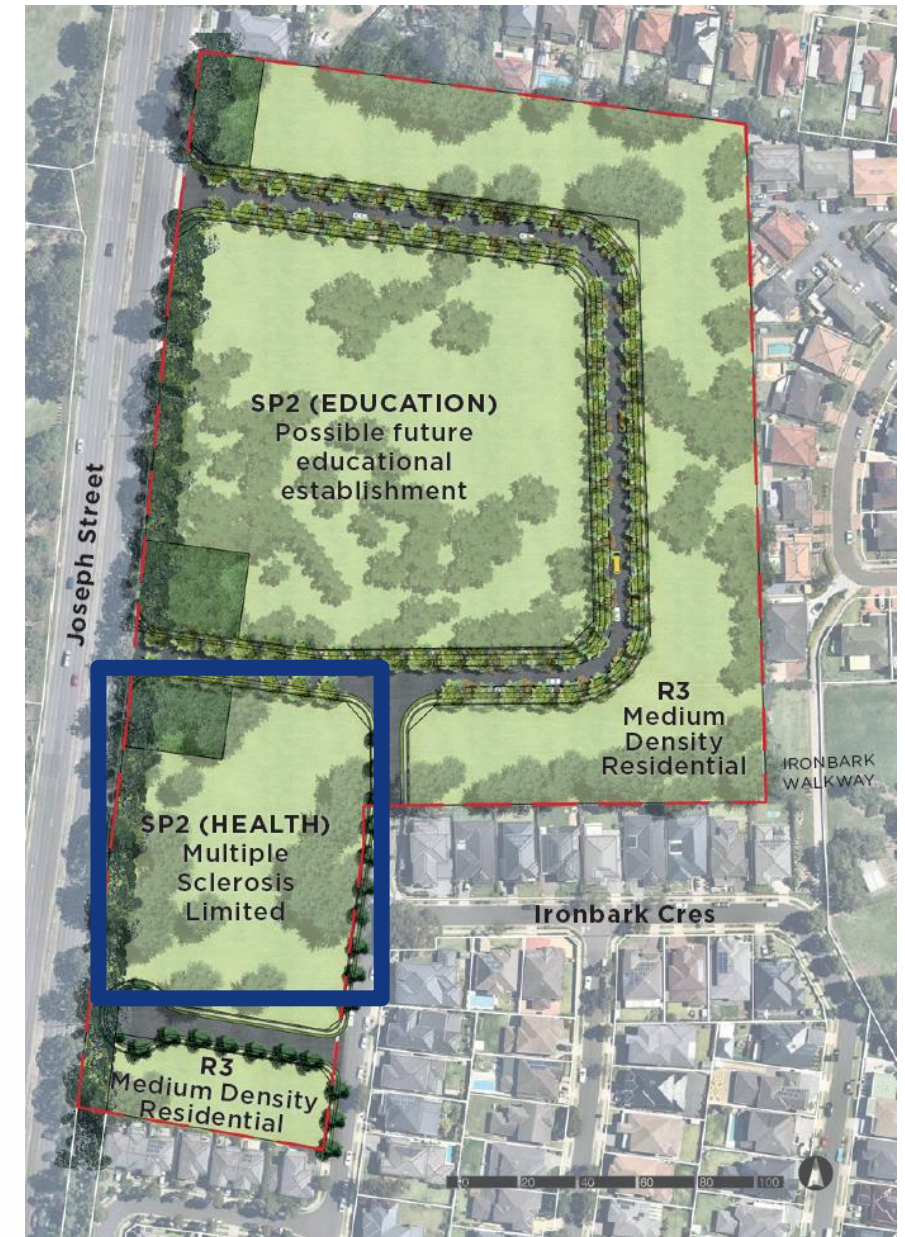 SP2 (EDUCATION)
Possible future
educational
establishment
Joseph Street
R3
Medium
Density
Residential
IRONBARK
WALKWAY
SP2 (HEALTH)
Multiple
Sclerosis
Limited
Ironbark Cres
R3
Medium Density
Residential
0 20 40 60 80 100